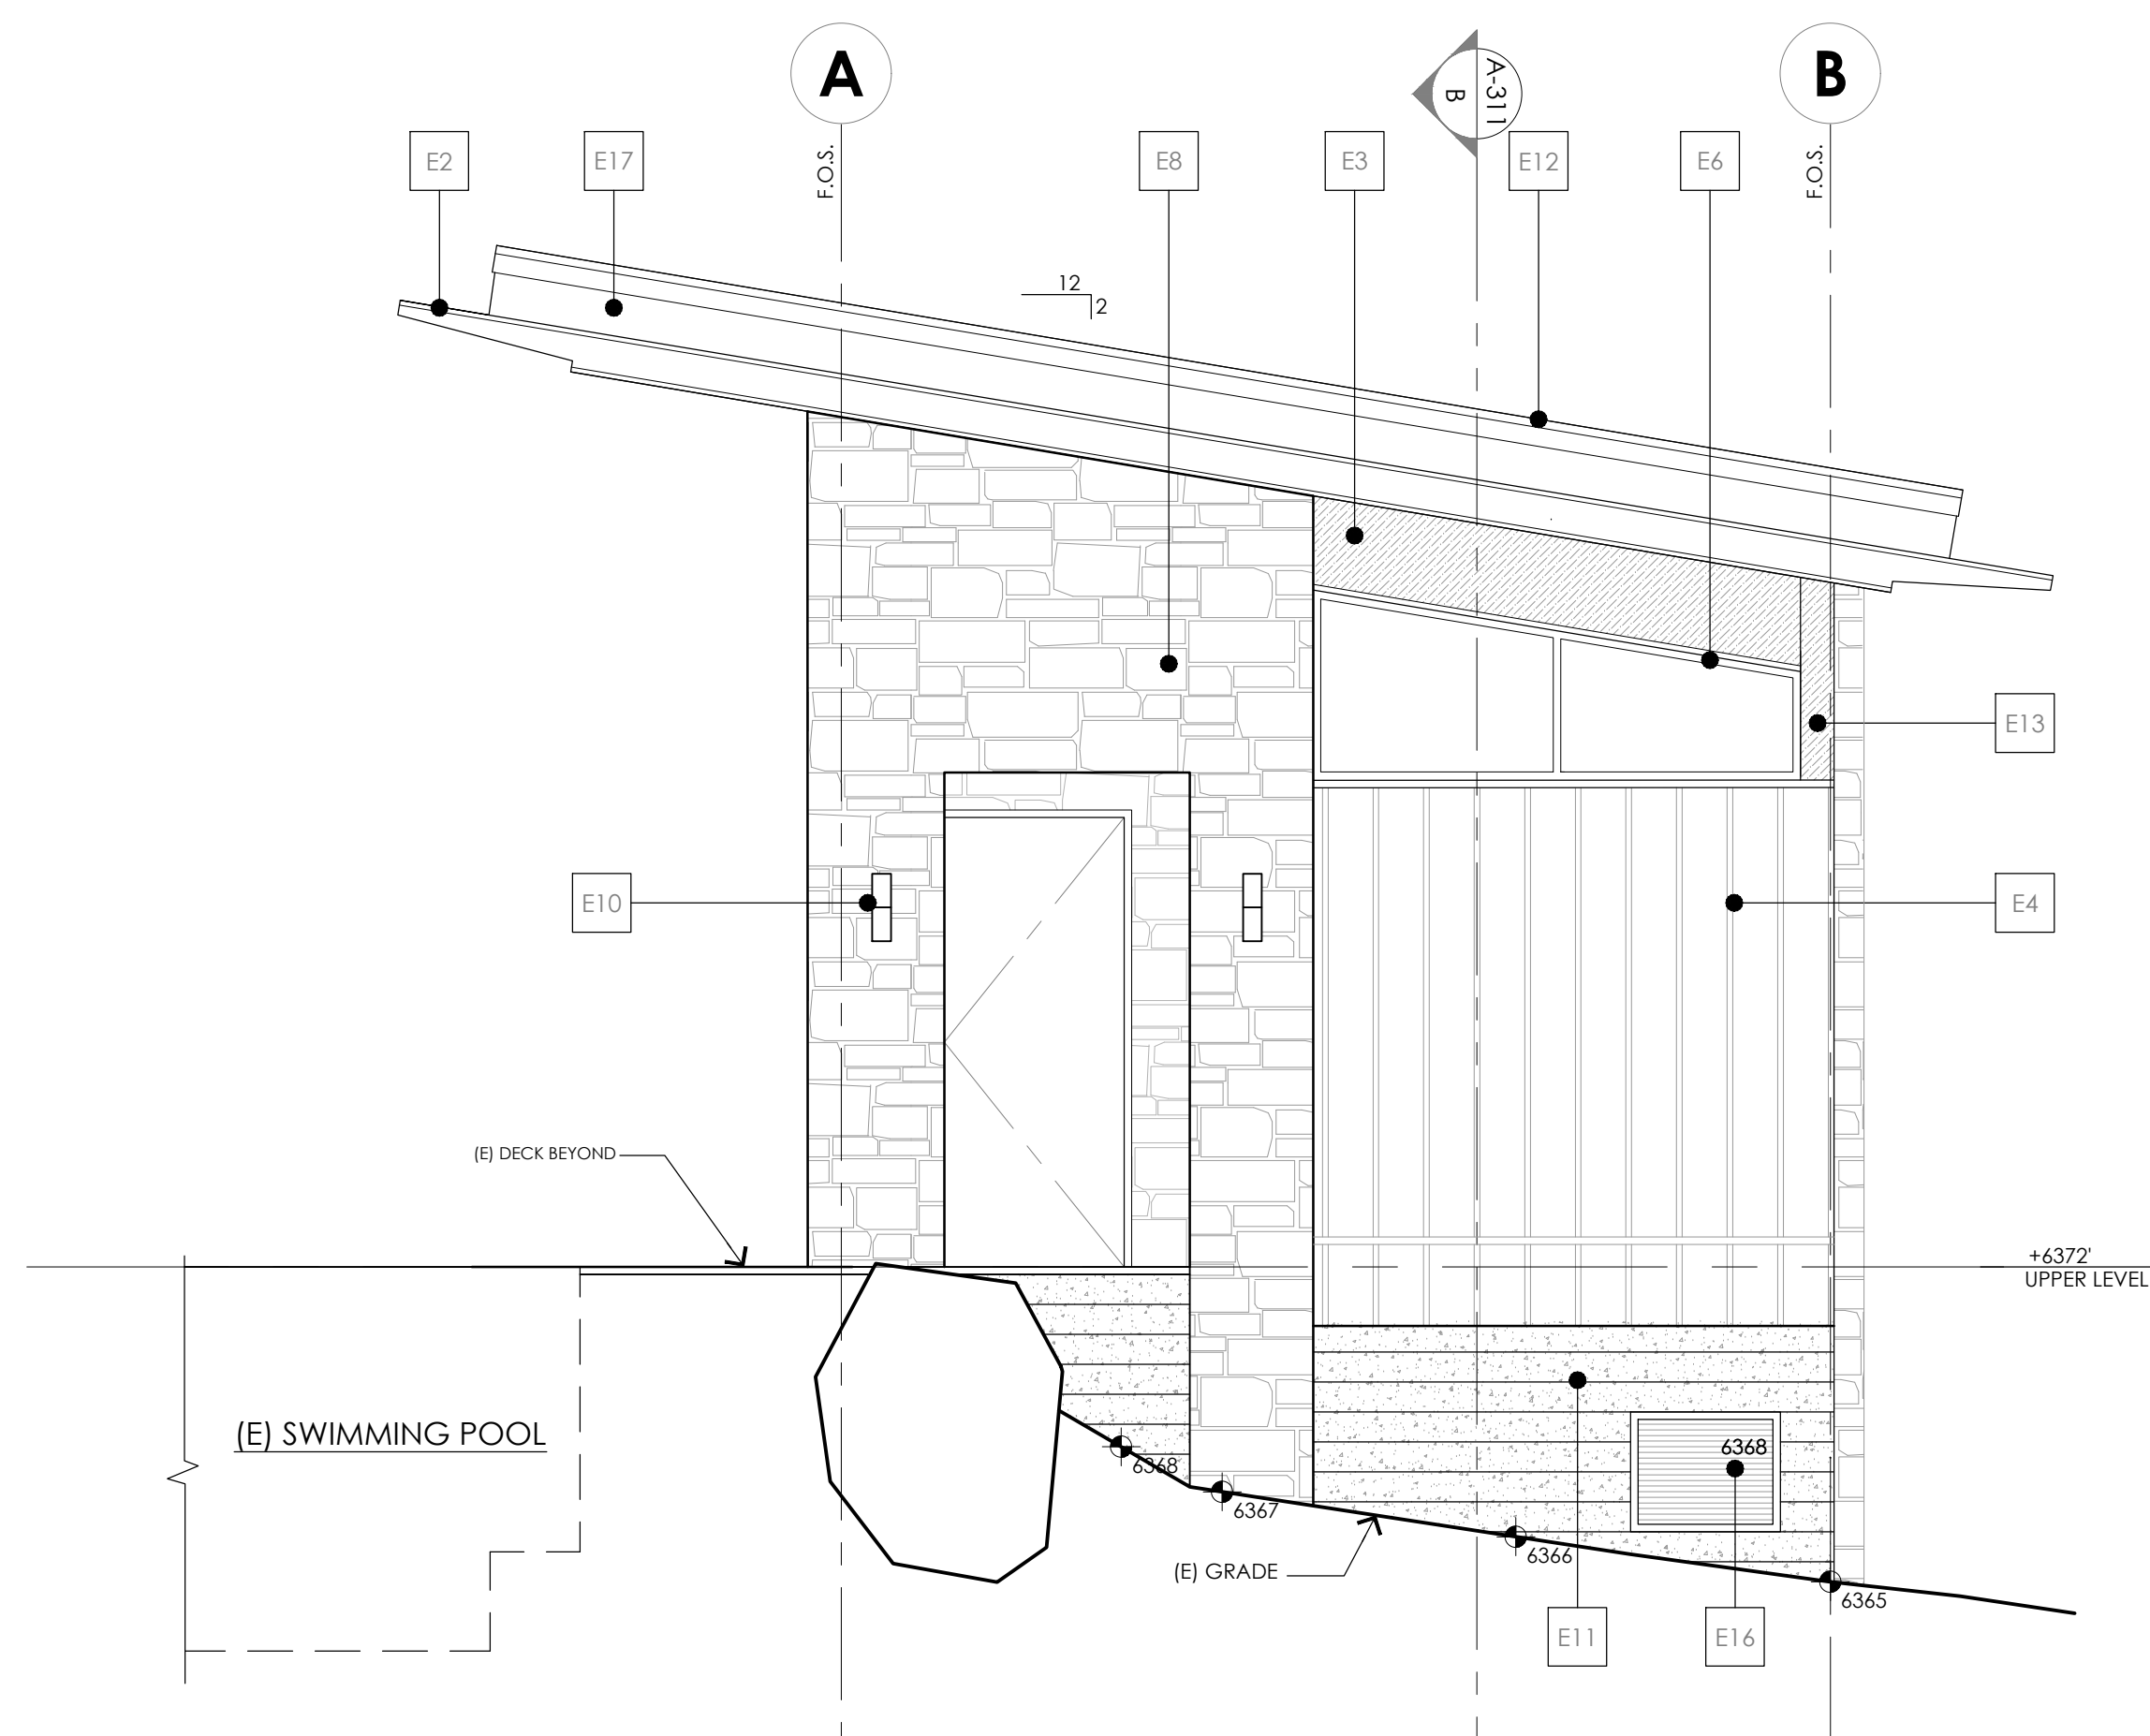 A
B
A-311
B
E2
E17
F.O.S.
E8
E3
E12
E6
F.O.S.
12
2
E13
E10
E4
(E) DECK BEYOND
+6372'
UPPER LEVEL
(E) SWIMMING POOL
6368
6368
6367
6366
(E) GRADE
6365
E11
E16